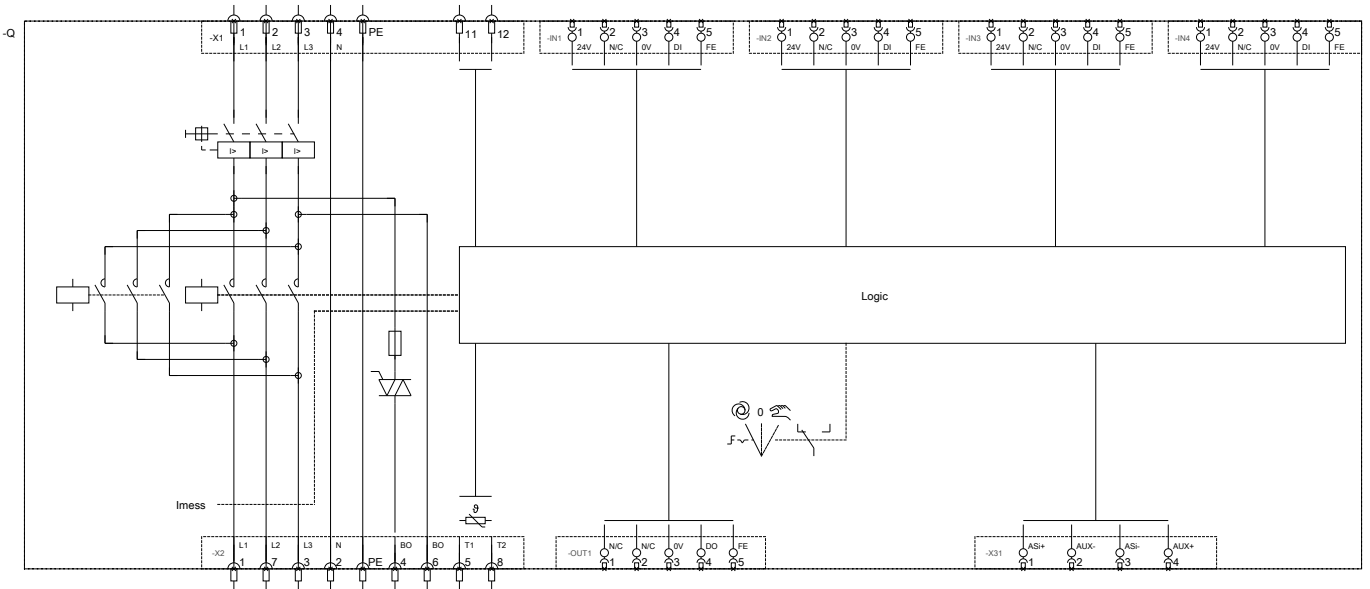 -Q
-X1 1 2 3 4 PE 11 12
L1 L2 L3 N
-IN1 1 2 3 4 5
24V N/C 0V DI FE
-IN2 1 2 3 4 5
24V N/C 0V DI FE
-IN3 1 2 3 4 5
24V N/C 0V DI FE
-IN4 1 2 3 4 5
24V N/C 0V DI FE
I> I> I>
Logic
0
Imess
ϑ
L1 L2 L3 N BO BO T1 T2
-X2 1 7 3 2 PE 4 6 5 8
N/C N/C 0V DO FE
-OUT1 1 2 3 4 5
ASi+ AUX- ASi- AUX+
-X31 1 2 3 4